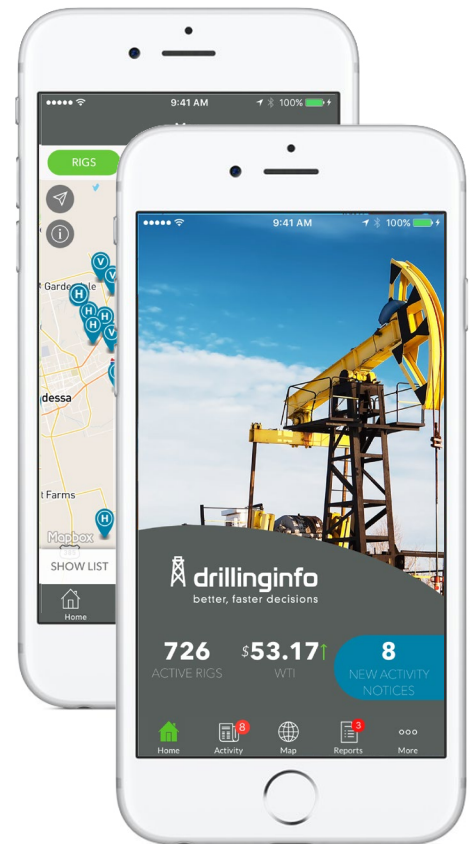 9:41 AM
100%
RIGS
V
H
V
H
H
H
H
V
dessa
t Farms
H
Mapbox
SHOW LIST
Home
9:41 AM
100%
drillinginfo
better, faster decisions
726
ACTIVE RIGS
$53.17↑
WTI
8
NEW ACTIVITY
NOTICES
8
3
Home
Activity
Map
Reports
More